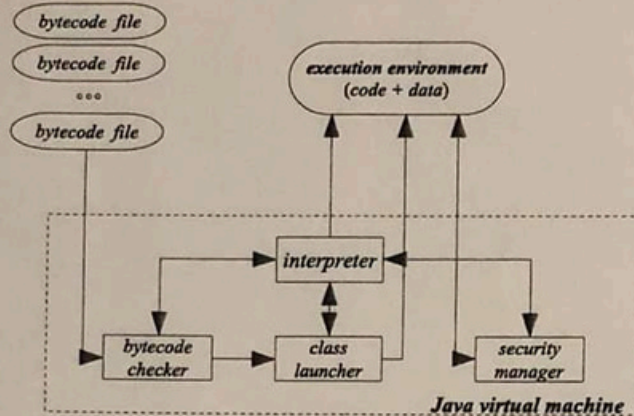 bytecode file
bytecode file
ooo
bytecode file
execution environment
(code + data)
interpreter
bytecode
checker
class
launcher
security
manager
Java virtual machine